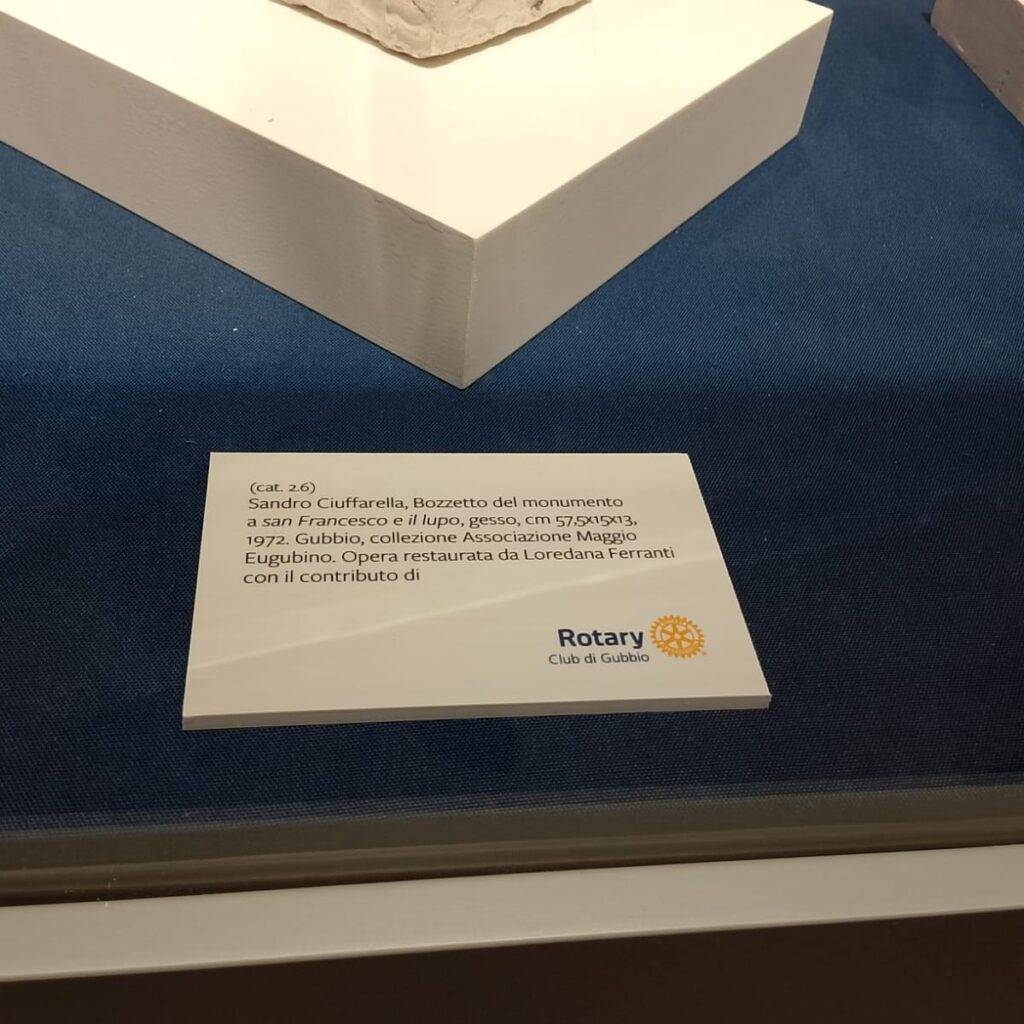 (cat. 2.6)
Sandro Ciuffarella, Bozzetto del monumento
a san Francesco e il lupo, gesso, cm 57,5x15x13,
1972. Gubbio, collezione Associazione Maggio
Eugubino. Opera restaurata da Loredana Ferranti
con il contributo di
Rotary
Club di Gubbio